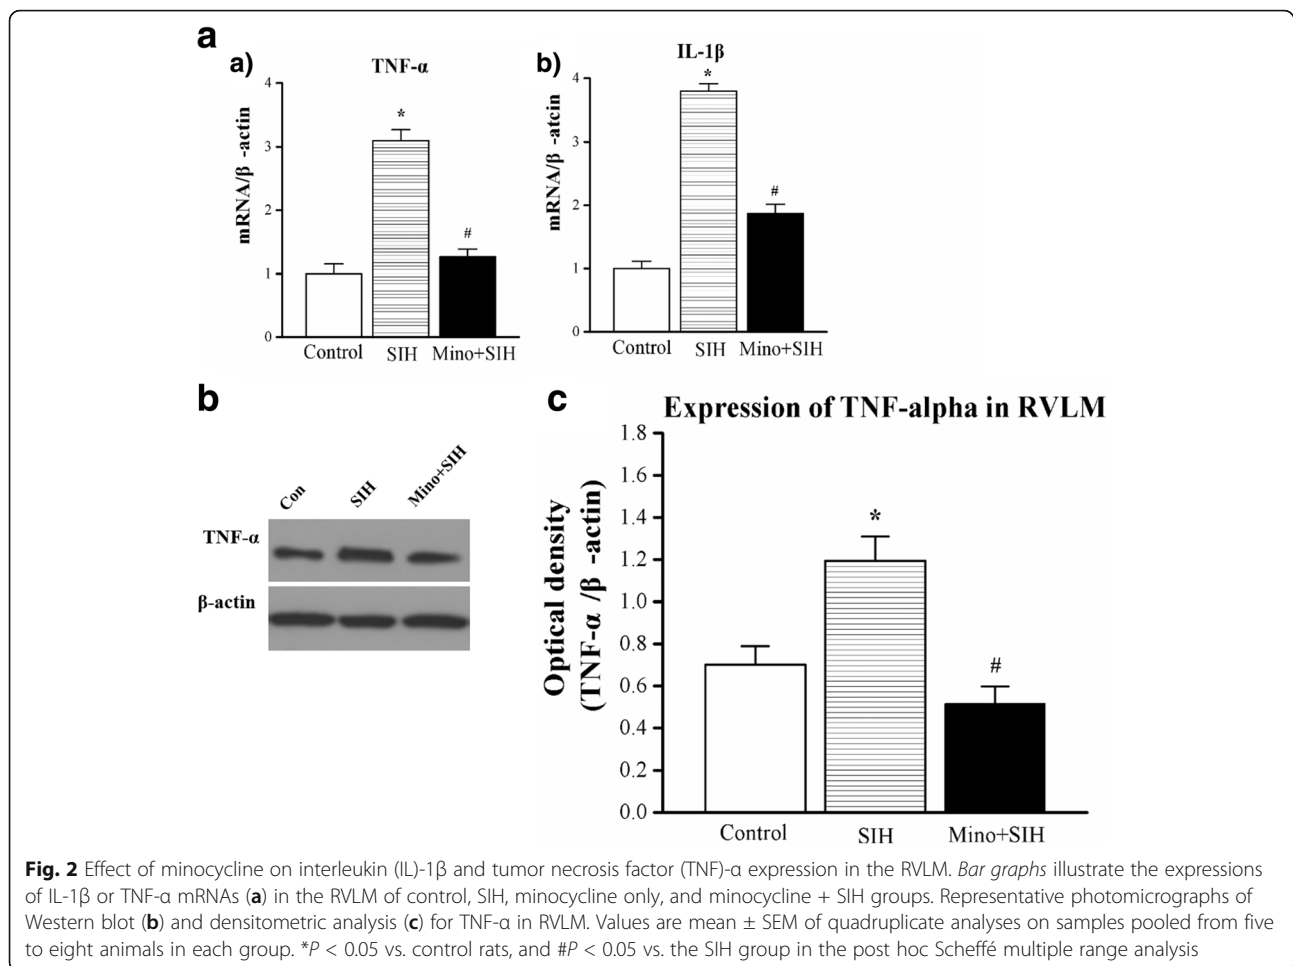 a
a)
TNF-α
mRNA/β -actin
4
3
2
1
0
*
#
Control SIH Mino+SIH
b)
IL-1β
mRNA/β -atcin
4
3
2
1
0
*
#
Control SIH Mino+SIH
b
Con SIH Mino+SIH
TNF-α
β-actin
c
Expression of TNF-alpha in RVLM
Optical density
(TNF-α /β -actin)
1.8
1.6
1.4
1.2
1.0
0.8
0.6
0.4
0.2
0.0
*
#
Control SIH Mino+SIH
Fig. 2 Effect of minocycline on interleukin (IL)-1β and tumor necrosis factor (TNF)-α expression in the RVLM. Bar graphs illustrate the expressions
of IL-1β or TNF-α mRNAs (a) in the RVLM of control, SIH, minocycline only, and minocycline + SIH groups. Representative photomicrographs of
Western blot (b) and densitometric analysis (c) for TNF-α in RVLM. Values are mean ± SEM of quadruplicate analyses on samples pooled from five
to eight animals in each group. *P < 0.05 vs. control rats, and #P < 0.05 vs. the SIH group in the post hoc Scheffé multiple range analysis